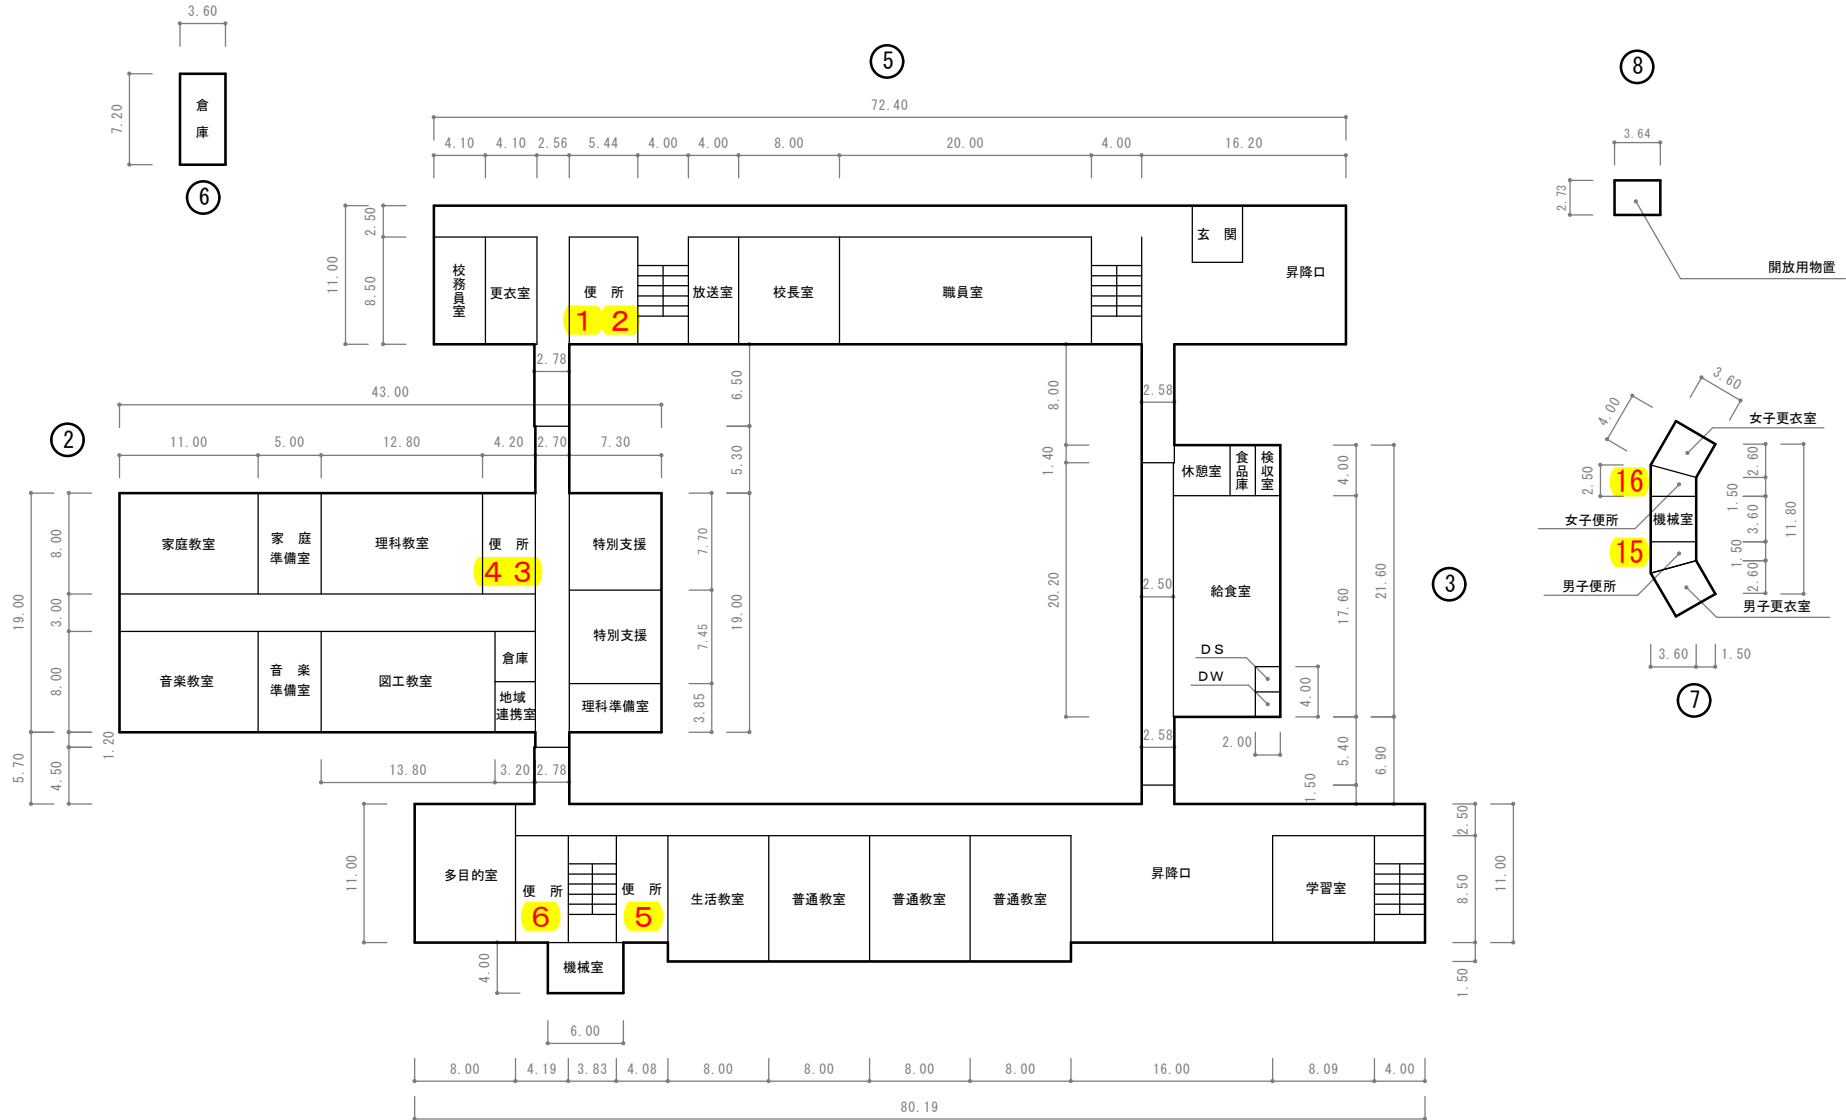 3.60
7.20
倉
庫
⑥
⑤
72.40
4.10 4.10 2.56 5.44 4.00 4.00 8.00 20.00 4.00 16.20
11.00
2.50
8.50
校務員室
更衣室
便 所
1 2
放送室
校長室
職員室
玄 関
昇降口
⑧
3.64
2.73
開放用物置
②
43.00
11.00 5.00 12.80 4.20 2.70 7.30
2.78
6.50
5.30
19.00
8.00
1.40
20.20
2.58
19.00
8.00
3.00
8.00
家庭教室
家 庭
準備室
理科教室
便 所
4 3
特別支援
特別支援
理科準備室
7.70
7.45
3.85
音楽教室
音 楽
準備室
図工教室
倉庫
地域
連携室
5.70
1.20
4.50
13.80 3.20 2.78
休憩室
食品庫
検収室
給食室
2.50
DS
DW
4.00
2.00
2.58
4.00
17.60
21.60
5.40
1.50
6.90
③
3.60
4.00
女子更衣室
2.50
16
女子便所
機械室
15
男子便所
男子更衣室
2.60
1.50
3.60
1.50
2.60
11.80
3.60 1.50
⑦
11.00
多目的室
便 所
6
便 所
5
生活教室
普通教室
普通教室
普通教室
昇降口
学習室
2.50
8.50
11.00
1.50
4.00
機械室
6.00
8.00 4.19 3.83 4.08 8.00 8.00 8.00 8.00 16.00 8.09 4.00
80.19